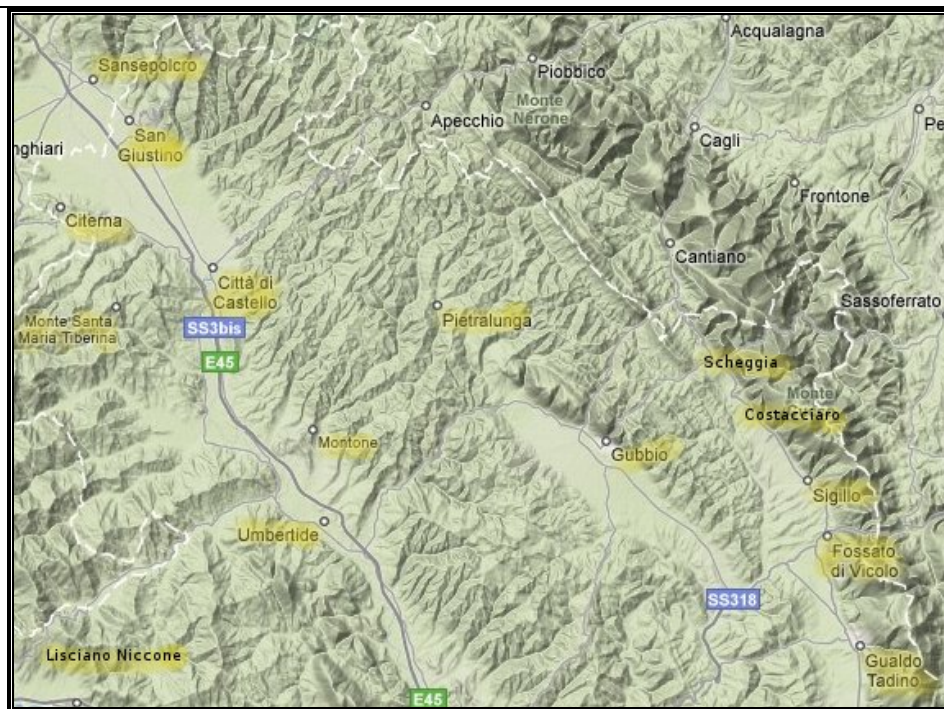 Acqualagna
Sansepolcro
Piobbico
Monte
Nerone
Apecchio
Pe
San
Giustino
Cagli
nghiari
Frontone
Citerna
Cantiano
Città di
Castello
Sassoferrato
Monte Santa
Maria Tiberina
SS3bis
Pietralunga
E45
Scheggia
Monte
Costacciaro
Montone
Gubbio
Sigillo
Umbertide
Fossato
di Vicolo
SS318
Lisciano Niccone
Gualdo
Tadino
E45